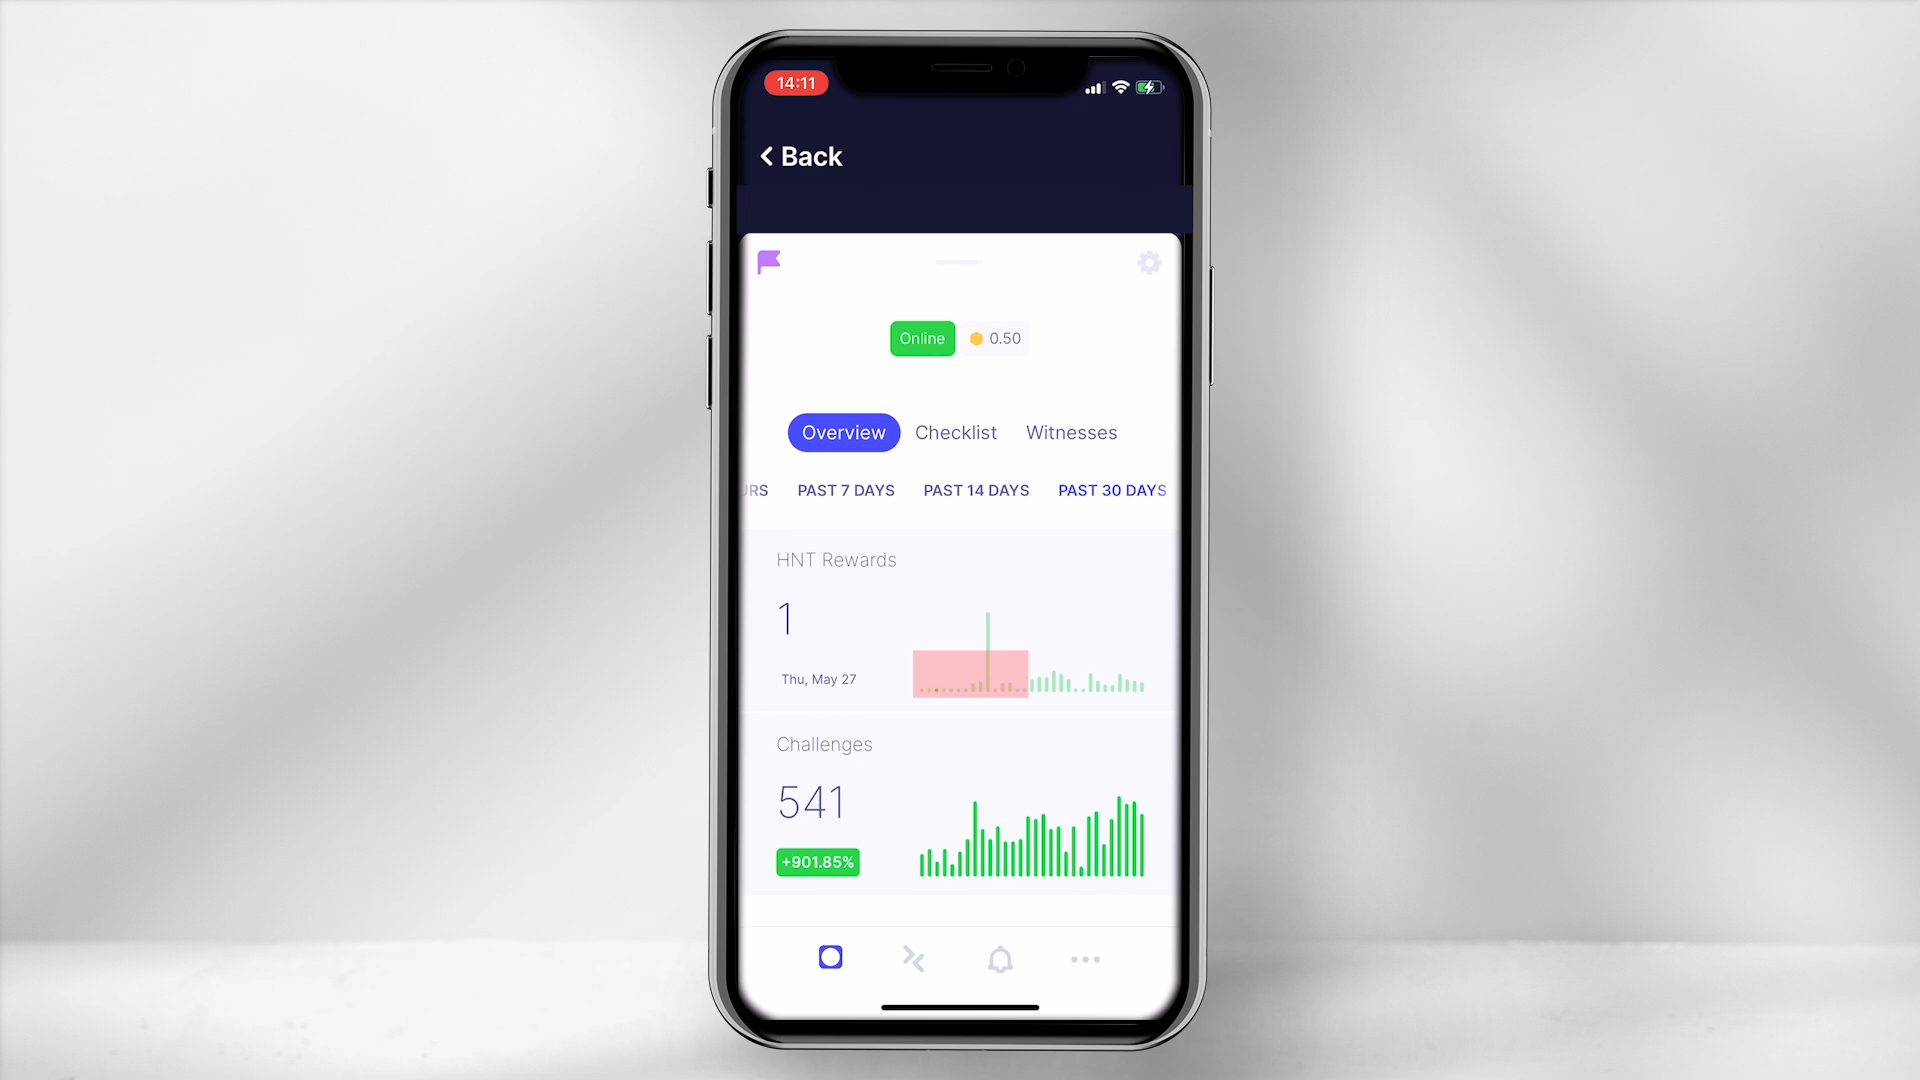 14:11
Back
Online 0.50
Overview Checklist Witnesses
URS PAST 7 DAYS PAST 14 DAYS PAST 30 DAYS
HNT Rewards
1
Thu, May 27
Challenges
541
+901.85%